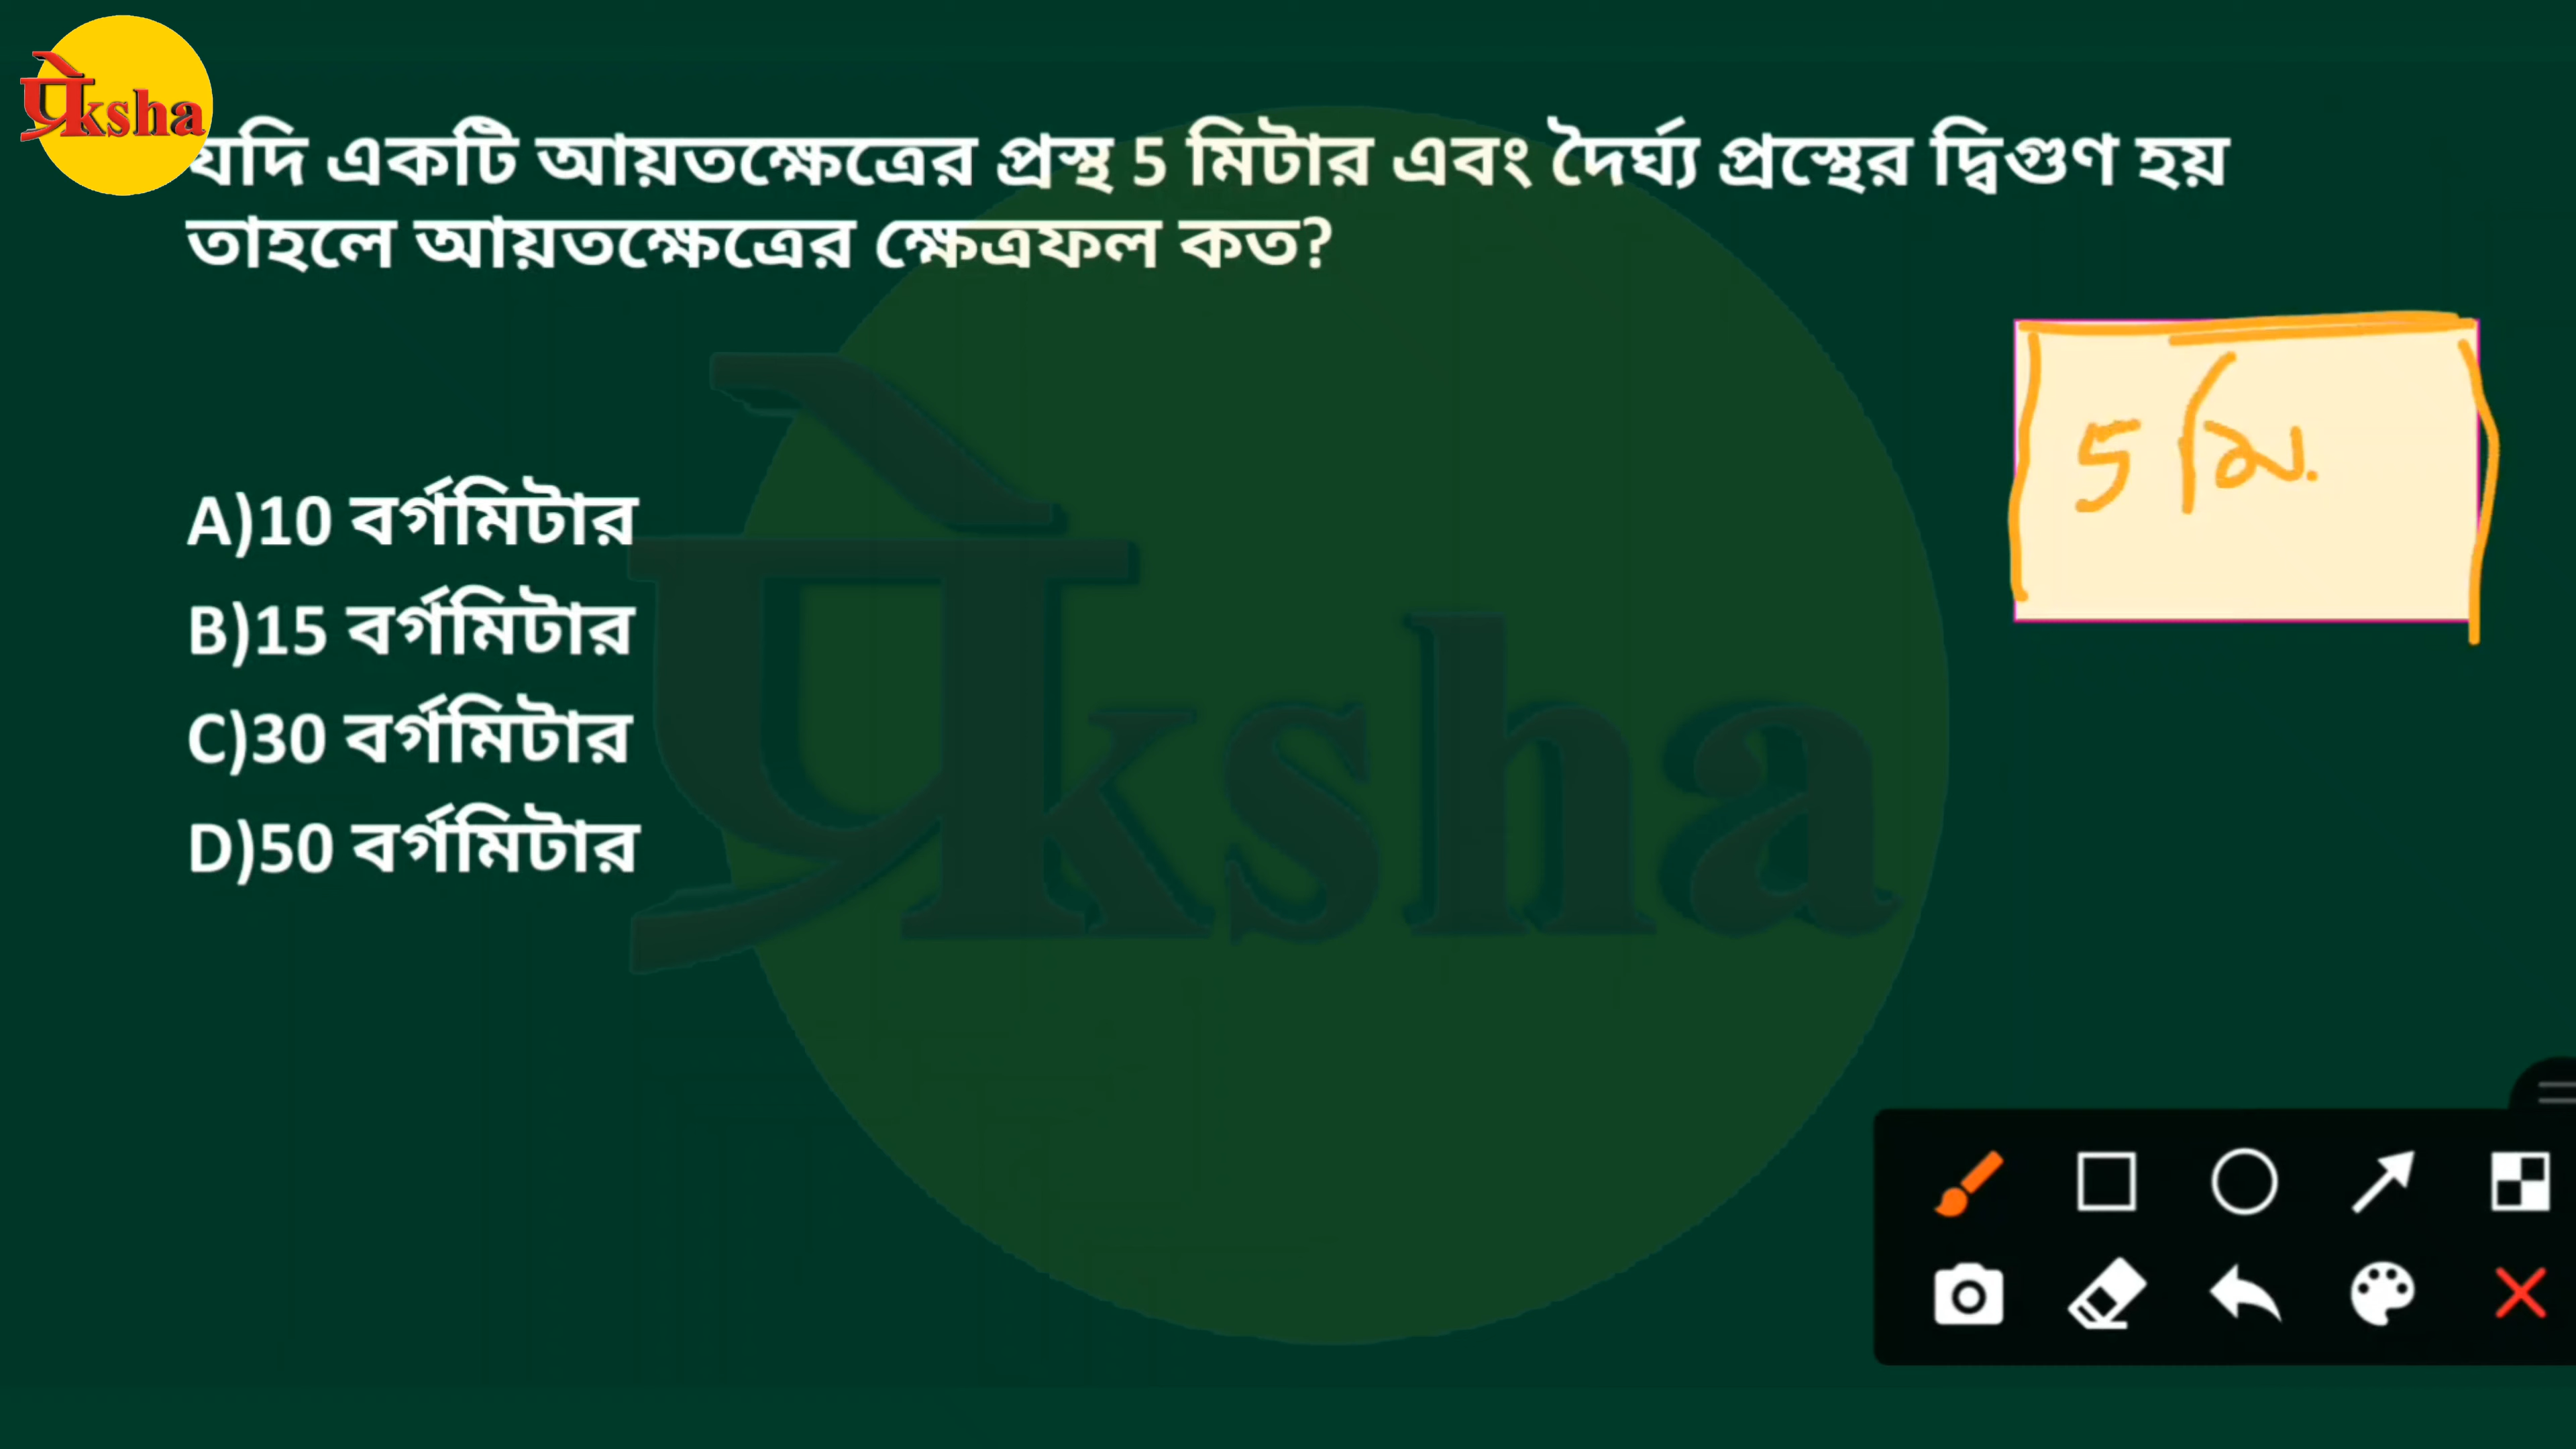 प्रेksha
যদি একটি আয়তক্ষেত্রের প্রস্থ 5 মিটার এবং দৈর্ঘ্য প্রস্থের দ্বিগুণ হয়
তাহলে আয়তক্ষেত্রের ক্ষেত্রফল কত?
5 মি.
A)10 বর্গমিটার
B)15 বর্গমিটার
C)30 বর্গমিটার
D)50 বর্গমিটার
प्रेksha